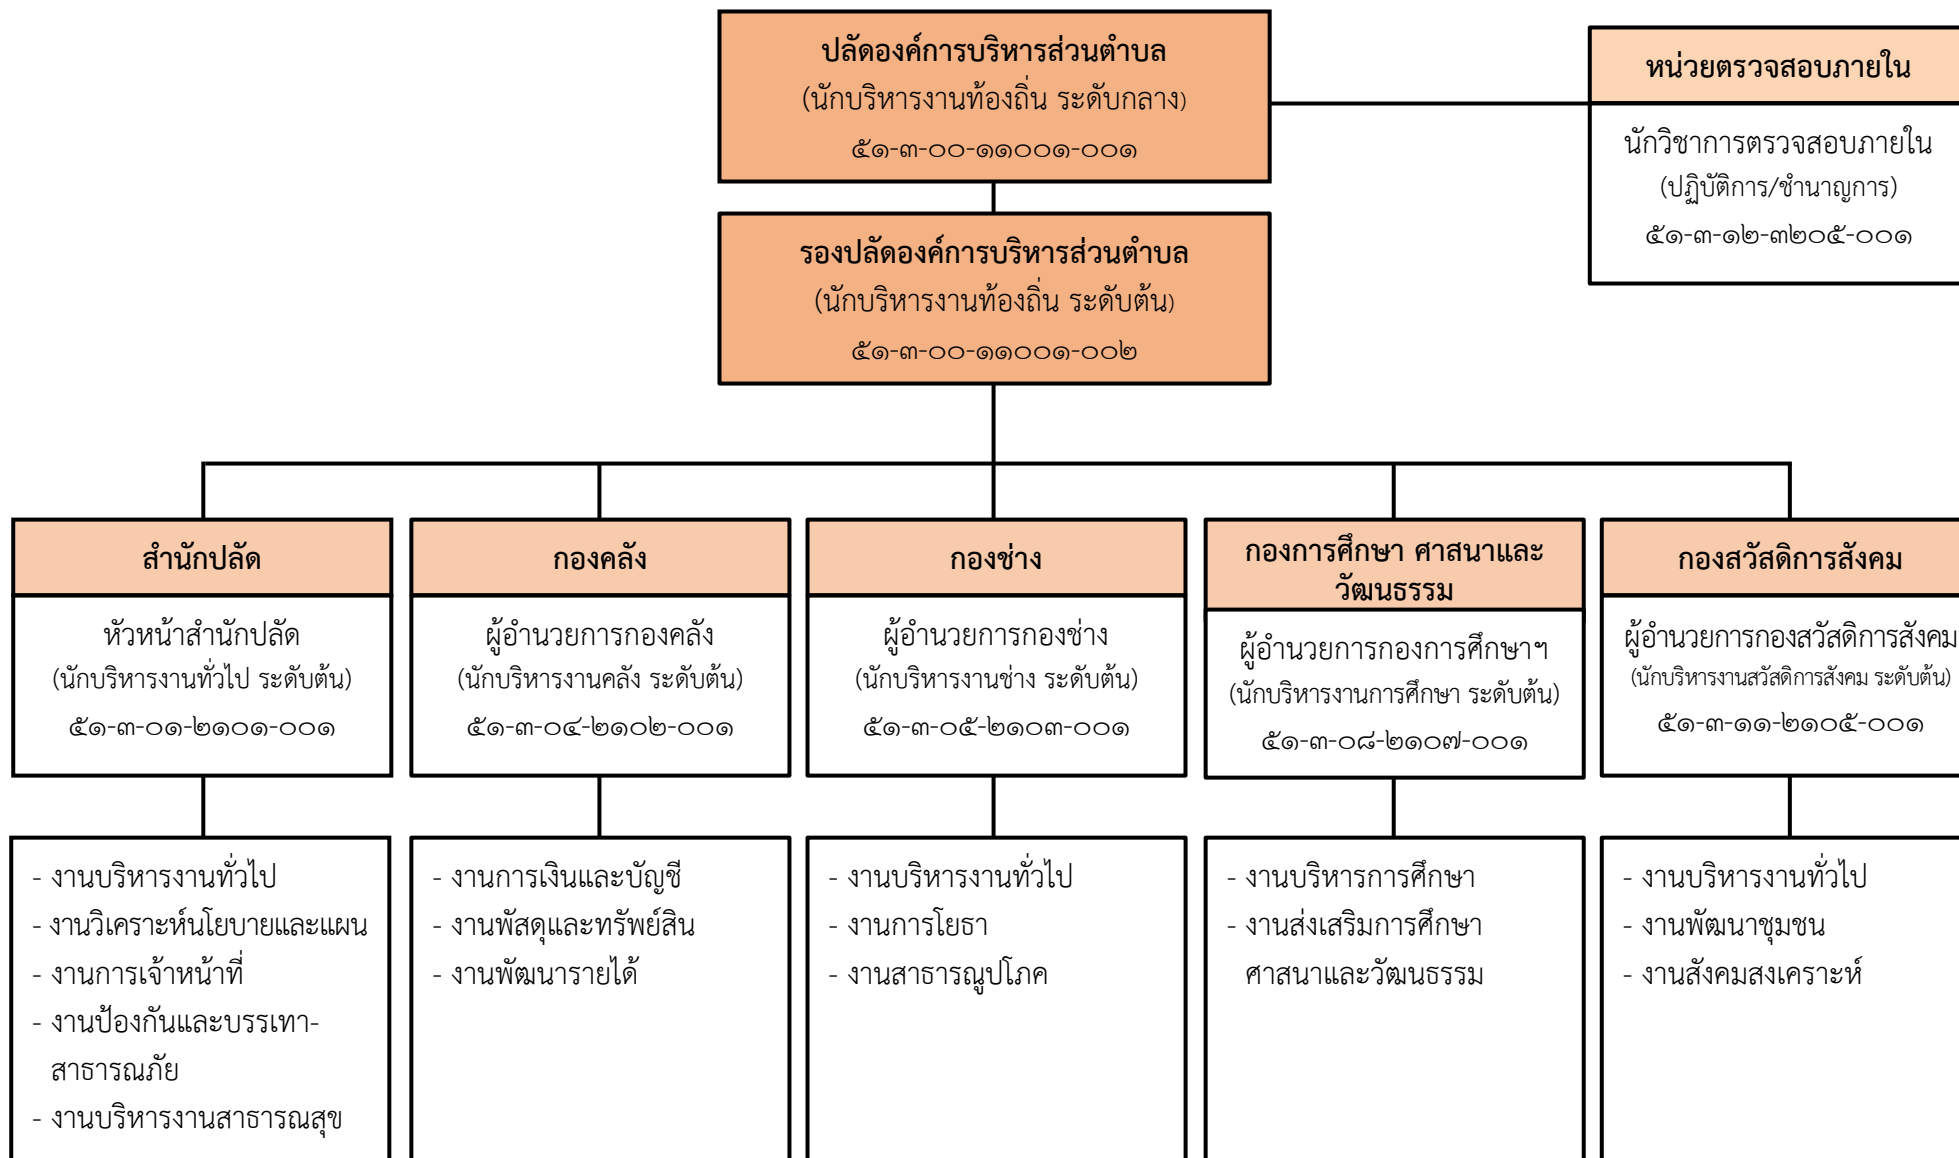 ปลัดองค์การบริหารส่วนตำบล
(นักบริหารงานท้องถิ่น ระดับกลาง)
๕๑-๓-๐๐-๑๑๐๐๑-๐๐๑
หน่วยตรวจสอบภายใน
นักวิชาการตรวจสอบภายใน
(ปฏิบัติการ/ชำนาญการ)
๕๑-๓-๑๒-๓๒๐๕-๐๐๑
รองปลัดองค์การบริหารส่วนตำบล
(นักบริหารงานท้องถิ่น ระดับต้น)
๕๑-๓-๐๐-๑๑๐๐๑-๐๐๒
สำนักปลัด
หัวหน้าสำนักปลัด
(นักบริหารงานทั่วไป ระดับต้น)
๕๑-๓-๐๑-๒๑๐๑-๐๐๑
- งานบริหารงานทั่วไป
- งานวิเคราะห์นโยบายและแผน
- งานการเจ้าหน้าที่
- งานป้องกันและบรรเทา-
สาธารณภัย
- งานบริหารงานสาธารณสุข
กองคลัง
ผู้อำนวยการกองคลัง
(นักบริหารงานคลัง ระดับต้น)
๕๑-๓-๐๔-๒๑๐๒-๐๐๑
- งานการเงินและบัญชี
- งานพัสดุและทรัพย์สิน
- งานพัฒนารายได้
กองช่าง
ผู้อำนวยการกองช่าง
(นักบริหารงานช่าง ระดับต้น)
๕๑-๓-๐๕-๒๑๐๓-๐๐๑
- งานบริหารงานทั่วไป
- งานการโยธา
- งานสาธารณูปโภค
กองการศึกษา ศาสนาและ
วัฒนธรรม
ผู้อำนวยการกองการศึกษาฯ
(นักบริหารงานการศึกษา ระดับต้น)
๕๑-๓-๐๘-๒๑๐๗-๐๐๑
- งานบริหารการศึกษา
- งานส่งเสริมการศึกษา
ศาสนาและวัฒนธรรม
กองสวัสดิการสังคม
ผู้อำนวยการกองสวัสดิการสังคม
(นักบริหารงานสวัสดิการสังคม ระดับต้น)
๕๑-๓-๑๑-๒๑๐๕-๐๐๑
- งานบริหารงานทั่วไป
- งานพัฒนาชุมชน
- งานสังคมสงเคราะห์